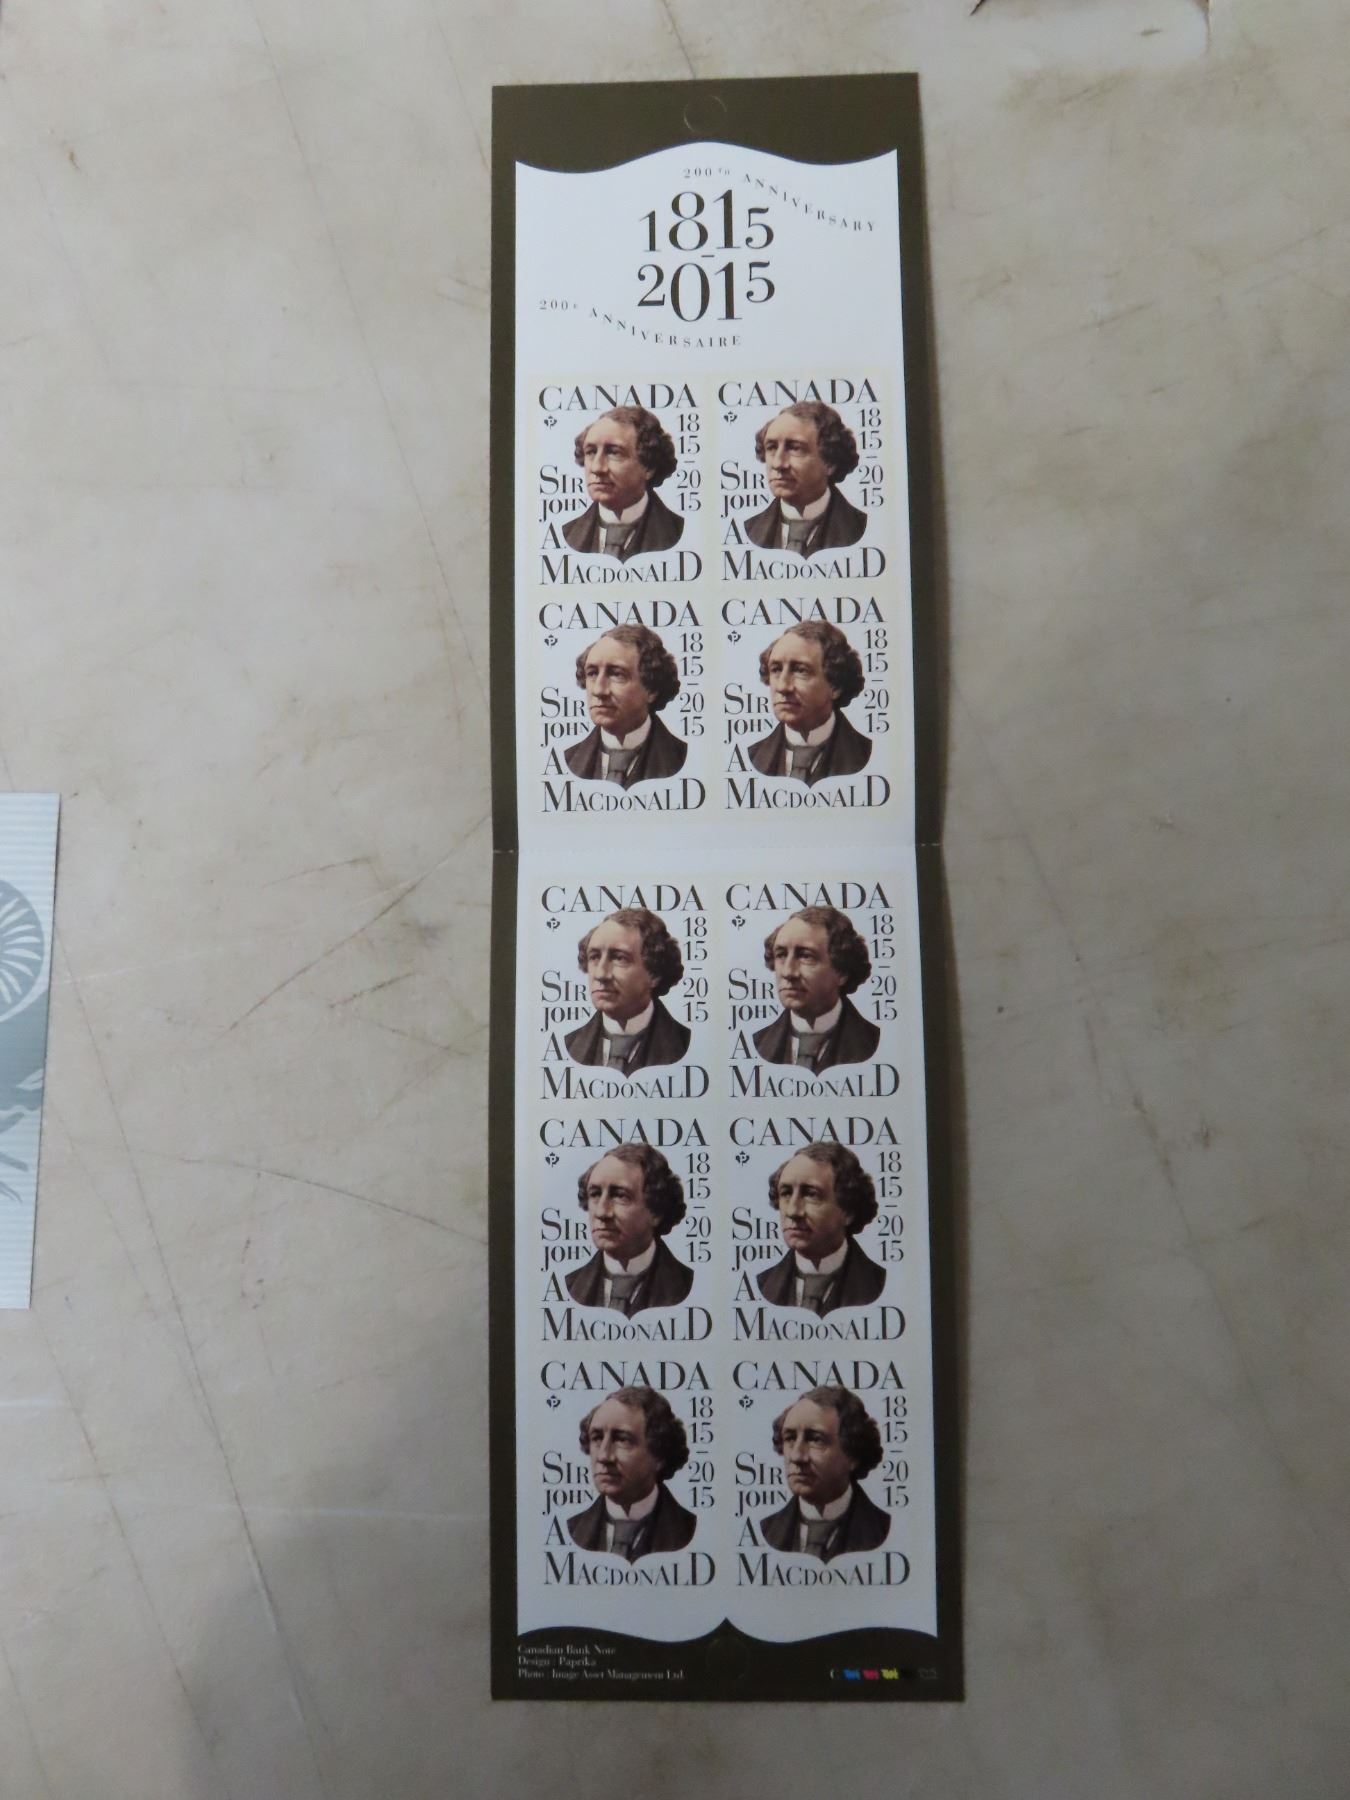 200TH ANNIVERSARY
1815
–
2015
200E ANNIVERSAIRE
CANADA
P
18
15
–
20
15
SIR
JOHN
A.
MACDONALD
CANADA
P
18
15
–
20
15
SIR
JOHN
A.
MACDONALD
CANADA
P
18
15
–
20
15
SIR
JOHN
A.
MACDONALD
CANADA
P
18
15
–
20
15
SIR
JOHN
A.
MACDONALD
CANADA
P
18
15
–
20
15
SIR
JOHN
A.
MACDONALD
CANADA
P
18
15
–
20
15
SIR
JOHN
A.
MACDONALD
CANADA
P
18
15
–
20
15
SIR
JOHN
A.
MACDONALD
CANADA
P
18
15
–
20
15
SIR
JOHN
A.
MACDONALD
CANADA
P
18
15
–
20
15
SIR
JOHN
A.
MACDONALD
CANADA
P
18
15
–
20
15
SIR
JOHN
A.
MACDONALD
Canadian Bank Note
Design : Paprika
Photo : Image Asset Management Ltd.
C